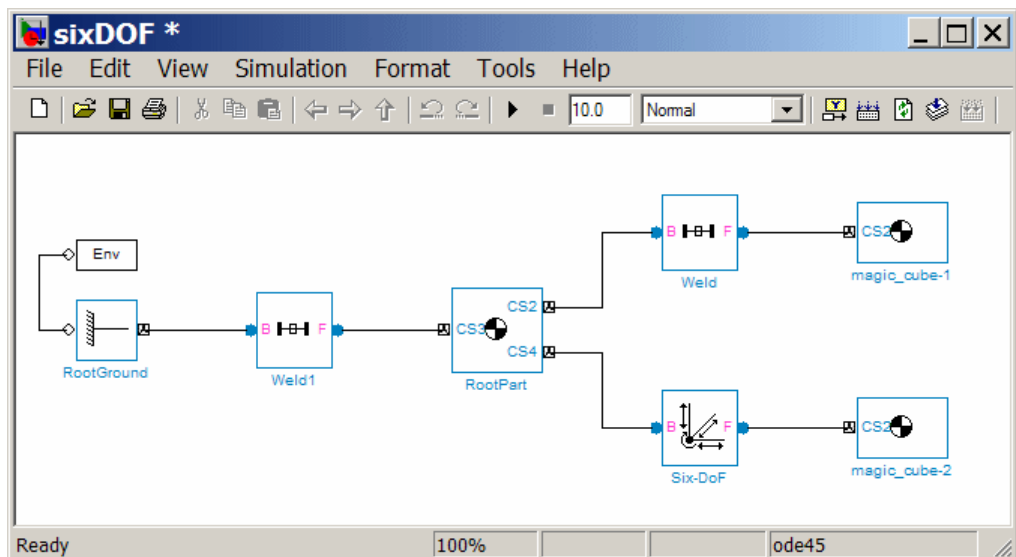 sixDOF *
File Edit View Simulation Format Tools Help
10.0 Normal
Env
RootGround
B F
Weld1
CS3
CS2
CS4
RootPart
B F
Weld
CS2
magic_cube-1
B F
Six-DoF
CS2
magic_cube-2
Ready 100% ode45